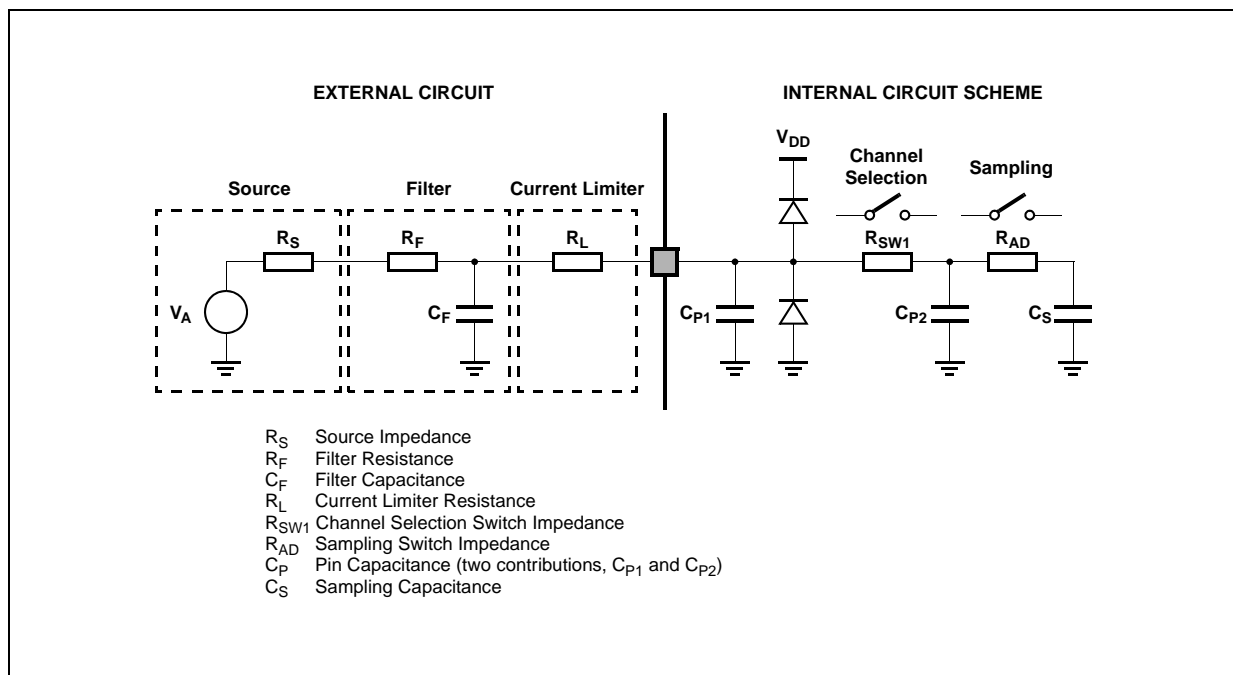 EXTERNAL CIRCUIT
INTERNAL CIRCUIT SCHEME
VDD
Channel
Selection
Sampling
Source
Filter
Current Limiter
RS
RF
RL
RSW1
RAD
VA
CF
CP1
CP2
CS
RS Source Impedance
RF Filter Resistance
CF Filter Capacitance
RL Current Limiter Resistance
RSW1 Channel Selection Switch Impedance
RAD Sampling Switch Impedance
CP Pin Capacitance (two contributions, CP1 and CP2)
CS Sampling Capacitance